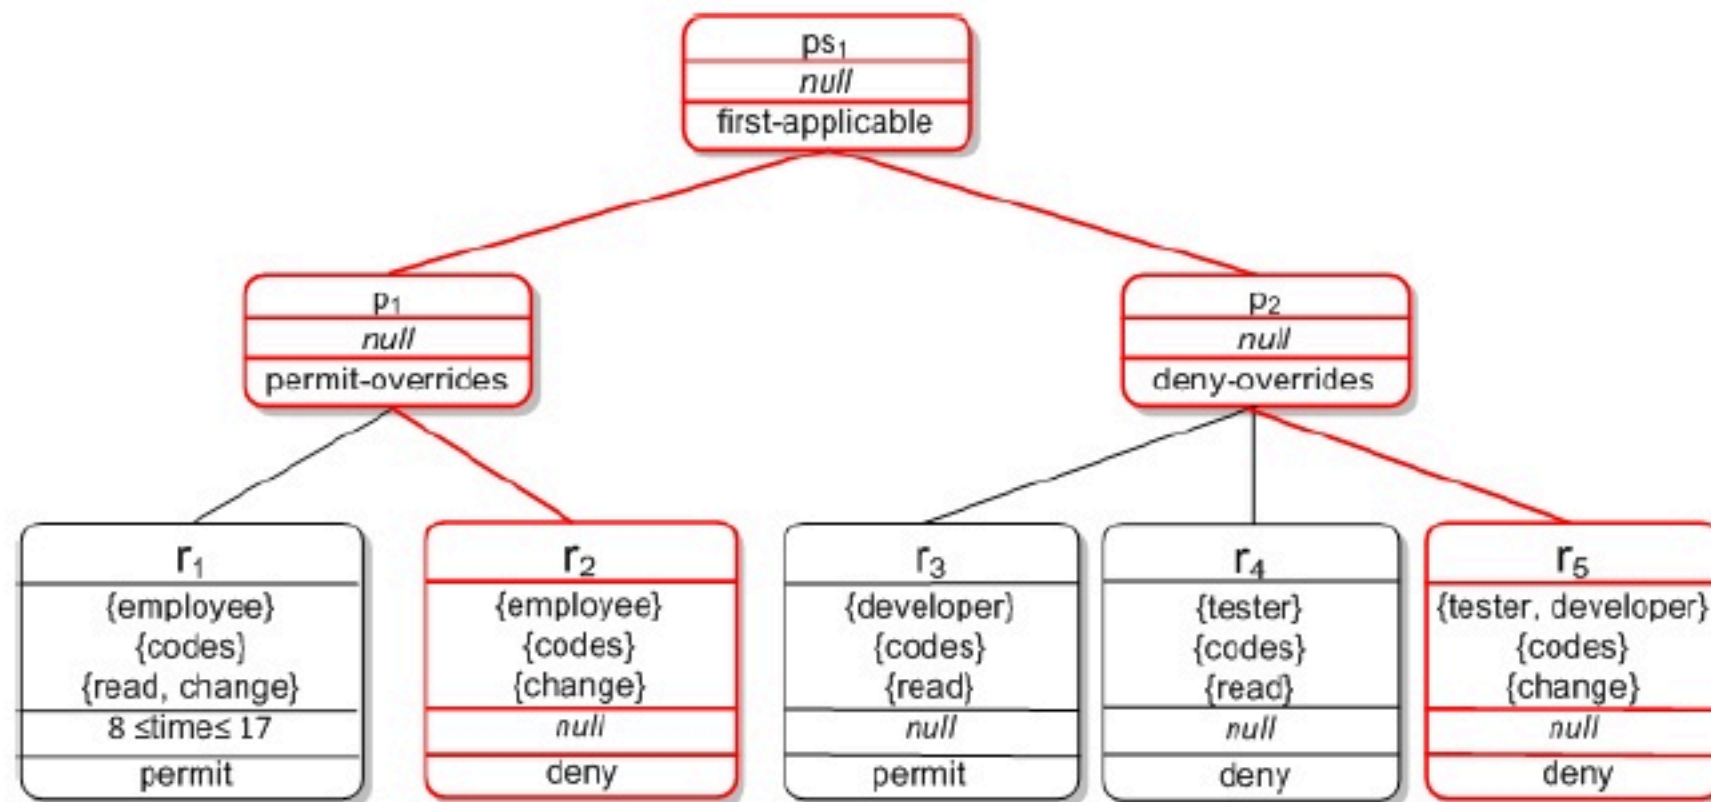 ps₁
null
first-applicable
p₁
null
permit-overrides
p₂
null
deny-overrides
r₁
{employee}
{codes}
{read, change}
8 ≤time≤ 17
permit
r₂
{employee}
{codes}
{change}
null
deny
r₃
{developer}
{codes}
{read}
null
permit
r₄
{tester}
{codes}
{read}
null
deny
r₅
{tester, developer}
{codes}
{change}
null
deny